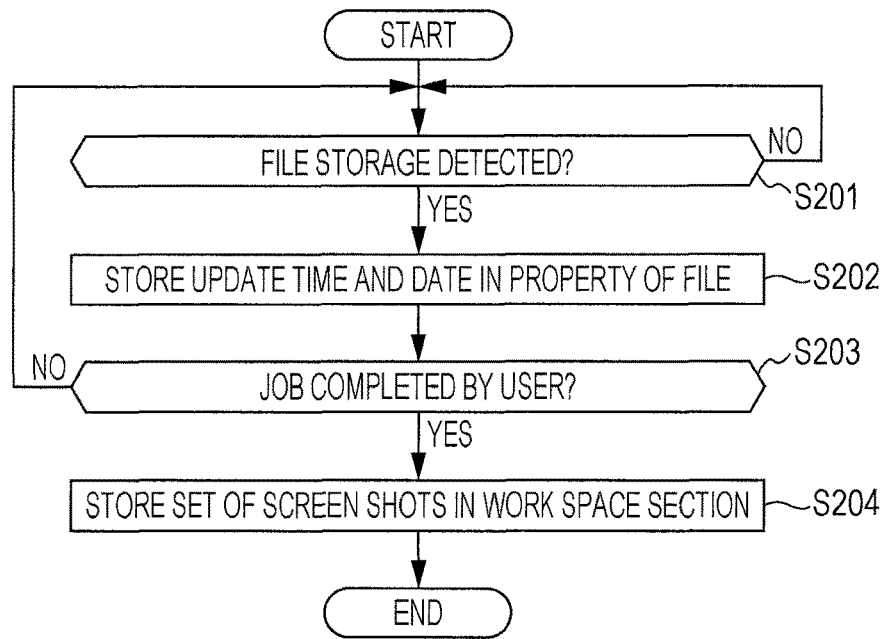 START
FILE STORAGE DETECTED?
NO
S201
YES
STORE UPDATE TIME AND DATE IN PROPERTY OF FILE
S202
S203
NO
JOB COMPLETED BY USER?
YES
STORE SET OF SCREEN SHOTS IN WORK SPACE SECTION
S204
END